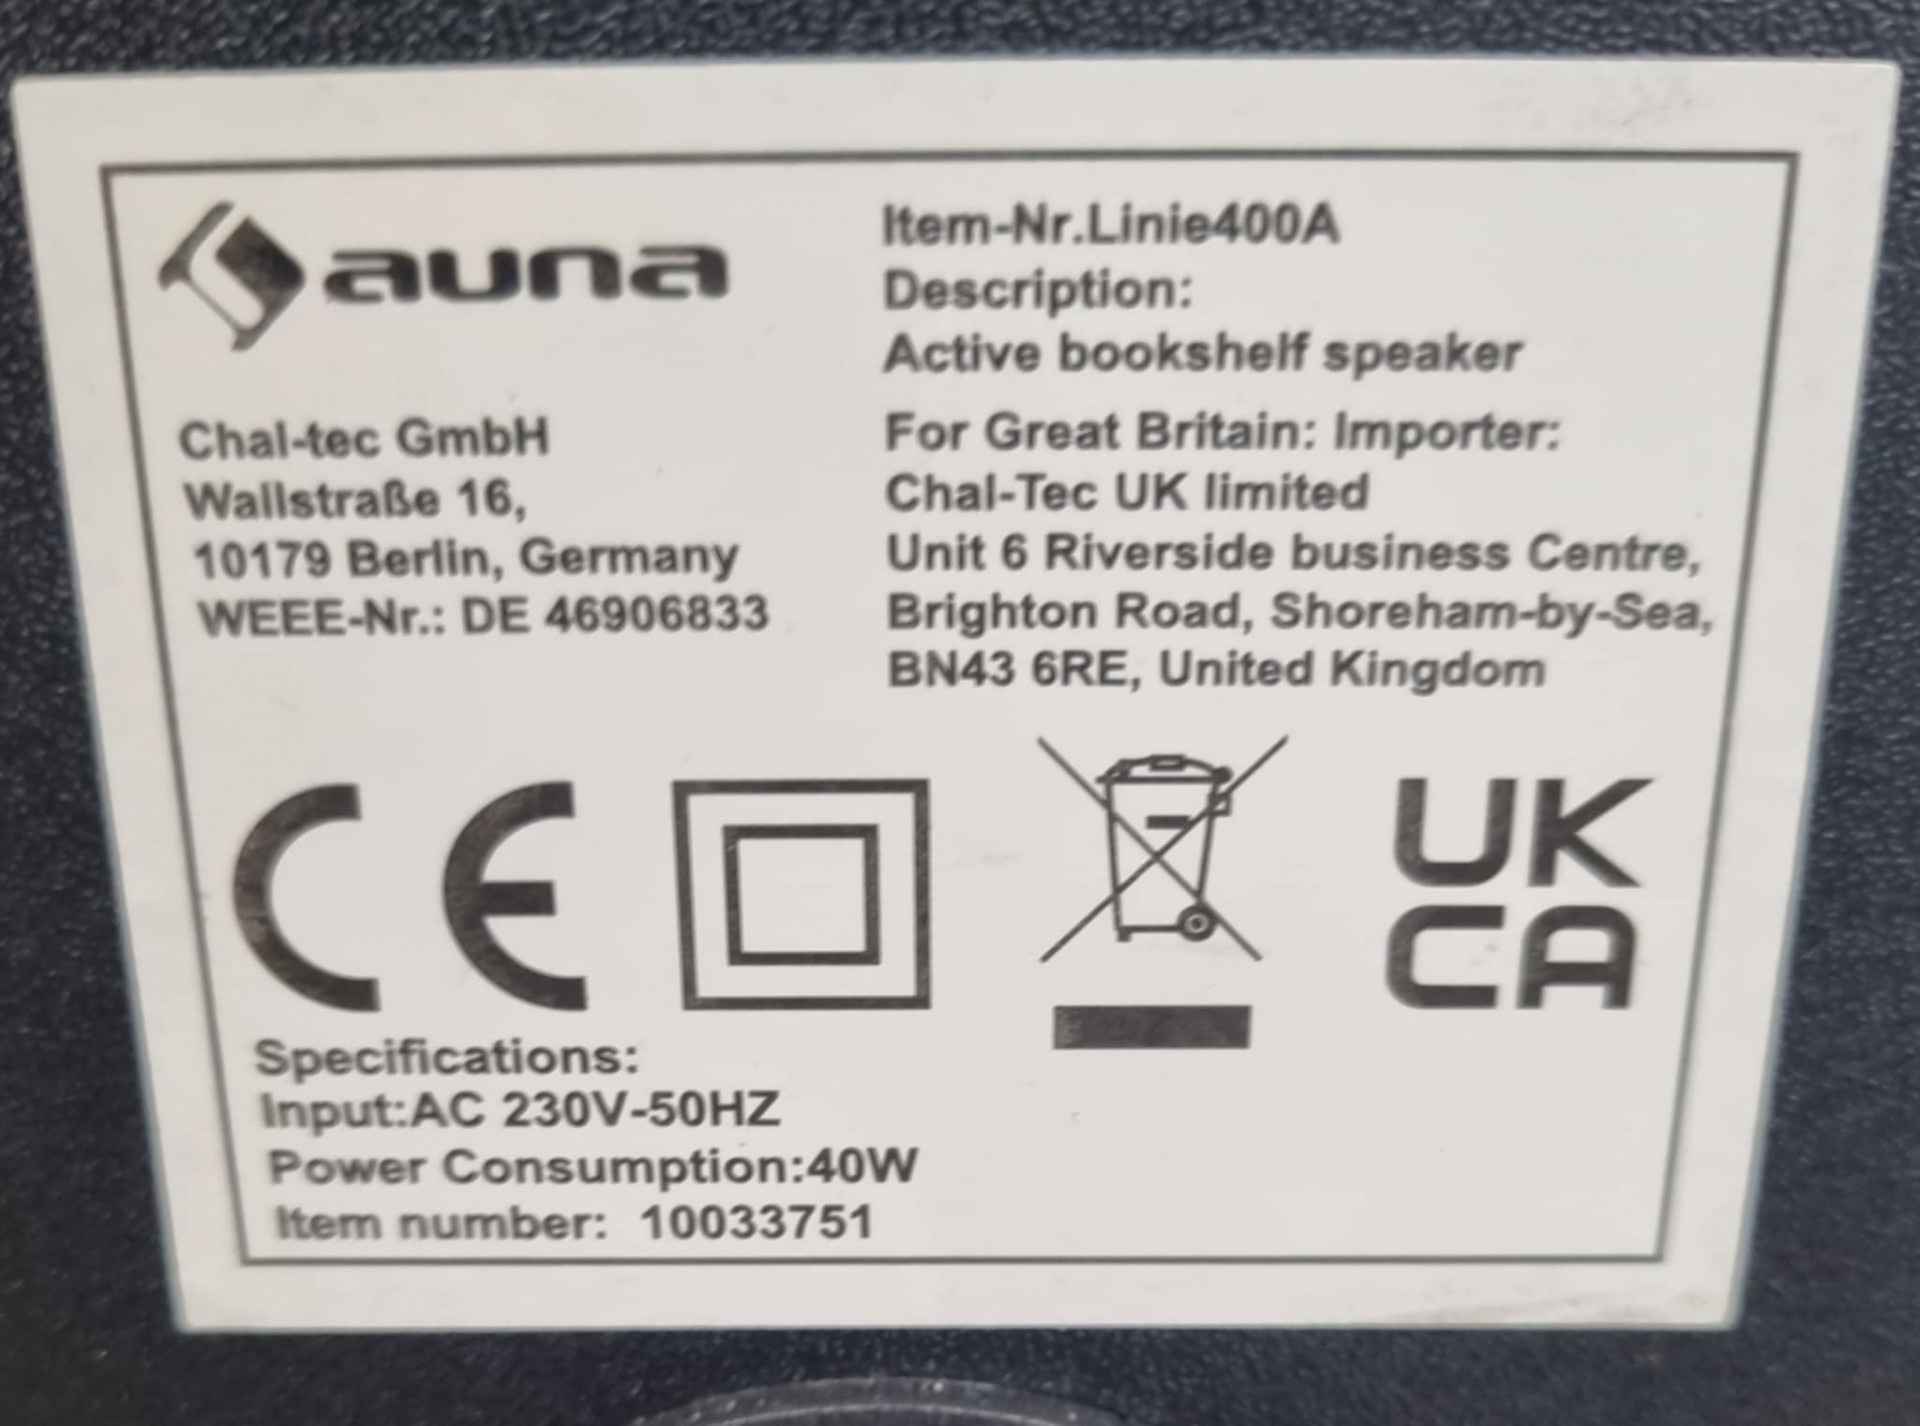 auna
Chal-tec GmbH
Wallstraße 16,
10179 Berlin, Germany
WEEE-Nr.: DE 46906833
Item-Nr.Linie400A
Description:
Active bookshelf speaker
For Great Britain: Importer:
Chal-Tec UK limited
Unit 6 Riverside business Centre,
Brighton Road, Shoreham-by-Sea,
BN43 6RE, United Kingdom
CE
UK
CA
Specifications:
Input:AC 230V-50HZ
Power Consumption:40W
Item number: 10033751